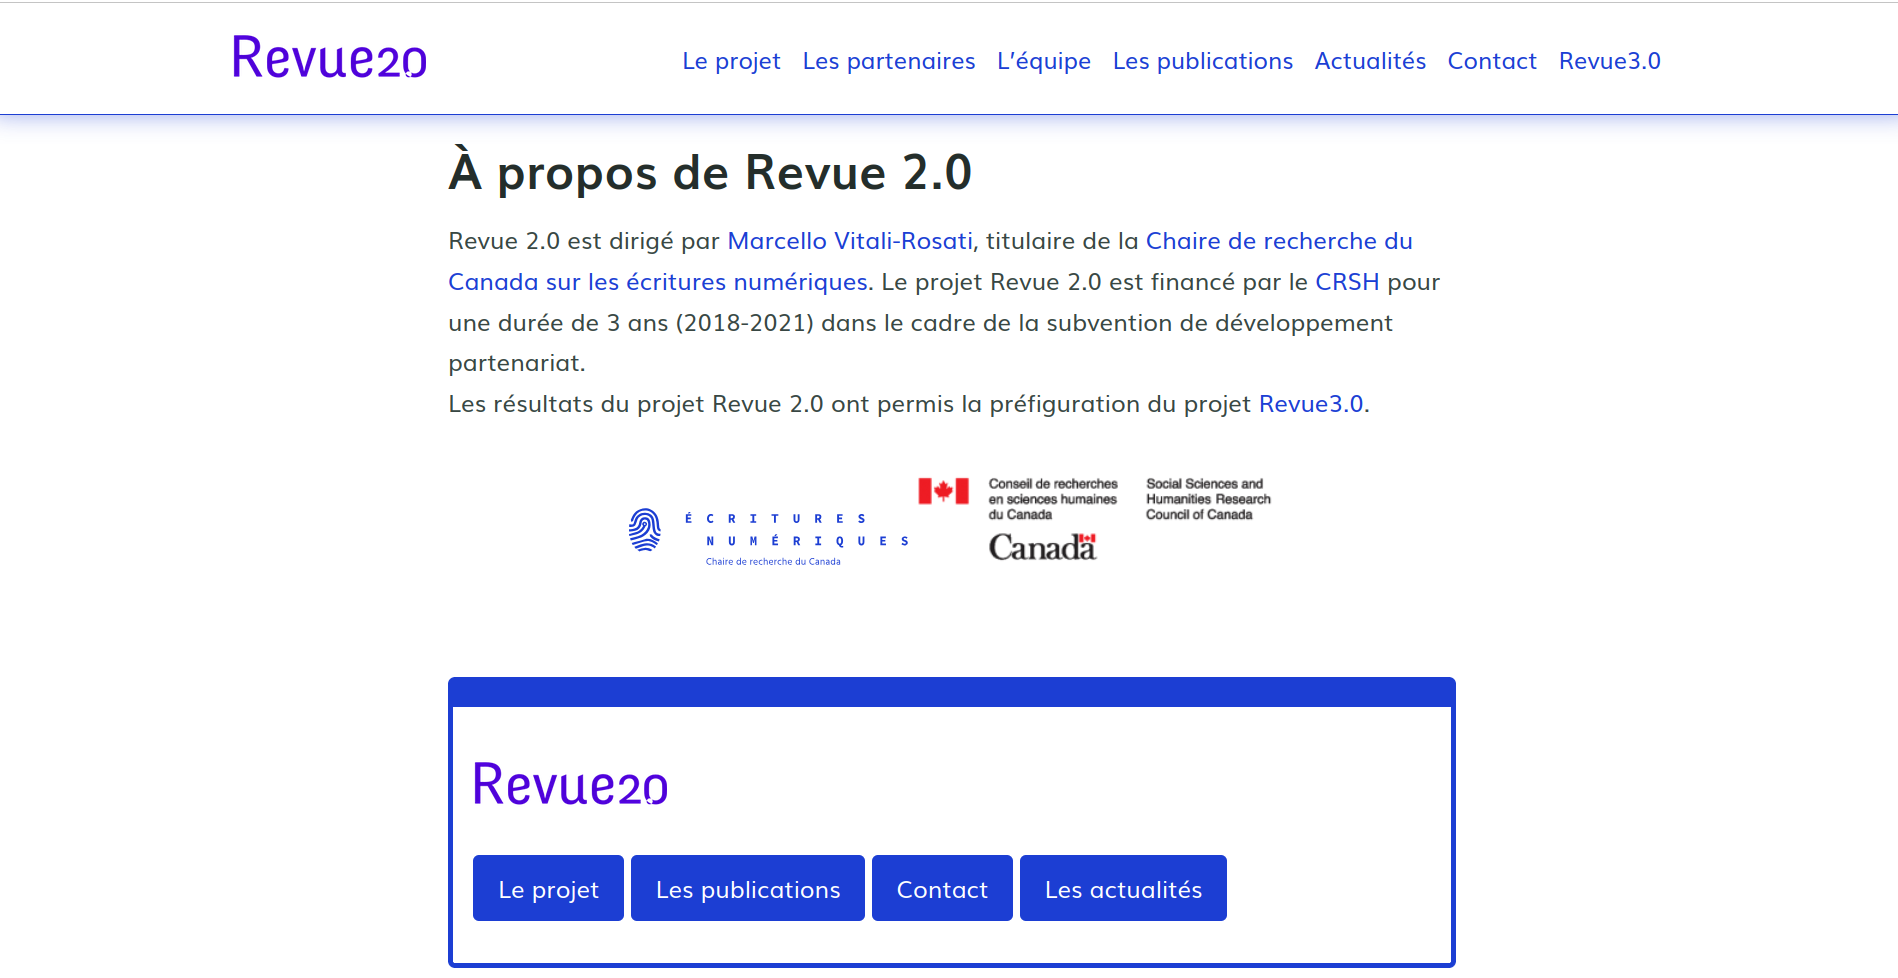 Revue2.0
Le projet Les partenaires L'équipe Les publications Actualités Contact Revue3.0
À propos de Revue 2.0
Revue 2.0 est dirigé par Marcello Vitali-Rosati, titulaire de la Chaire de recherche du
Canada sur les écritures numériques. Le projet Revue 2.0 est financé par le CRSH pour
une durée de 3 ans (2018-2021) dans le cadre de la subvention de développement
partenariat.
Les résultats du projet Revue 2.0 ont permis la préfiguration du projet Revue3.0.
ÉCRITURES
NUMÉRIQUES
Chaire de recherche du Canada
Conseil de recherches
en sciences humaines
du Canada
Social Sciences and
Humanities Research
Council of Canada
Canada
Revue2.0
Le projet Les publications Contact Les actualités